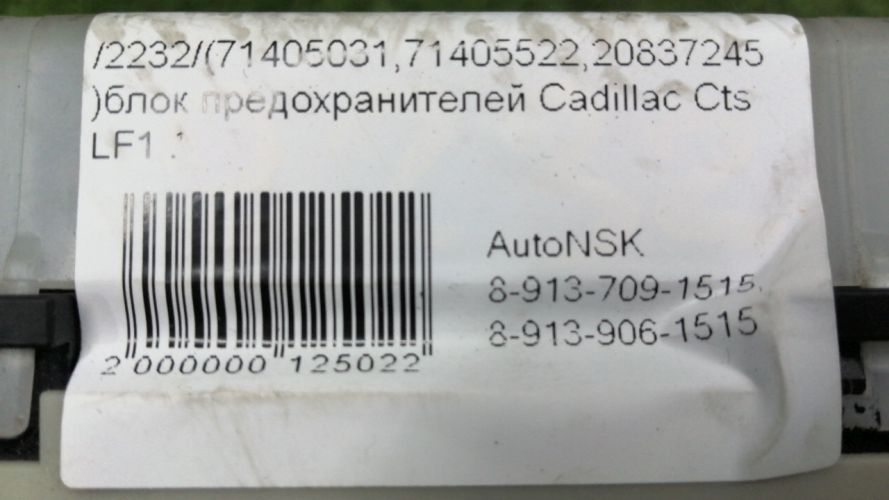 /2232/(71405031,71405522,20837245
)блок предохранителей Cadillac Cts
LF1
AutoNSK
8-913-709-1515,
8-913-906-1515
2 000000 125022